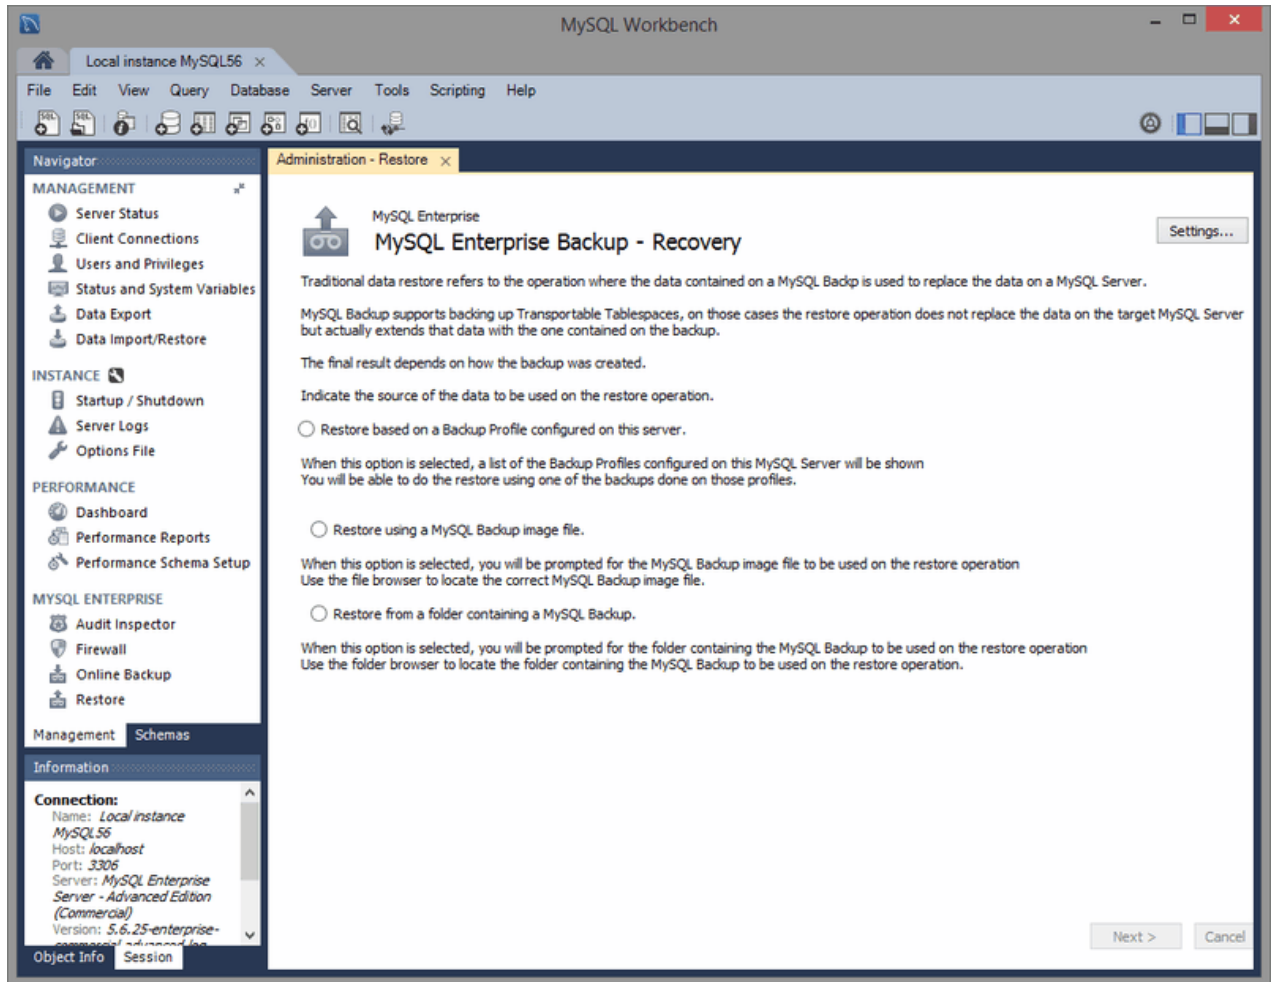 MySQL Workbench
Local instance MySQL56
File Edit View Query Database Server Tools Scripting Help
Navigator
MANAGEMENT
Server Status
Client Connections
Users and Privileges
Status and System Variables
Data Export
Data Import/Restore
INSTANCE
Startup / Shutdown
Server Logs
Options File
PERFORMANCE
Dashboard
Performance Reports
Performance Schema Setup
MYSQL ENTERPRISE
Audit Inspector
Firewall
Online Backup
Restore
Management Schemas
Information
Connection:
Name: Local instance
MySQL56
Host: localhost
Port: 3306
Server: MySQL Enterprise
Server - Advanced Edition
(Commercial)
Version: 5.6.25-enterprise-
commercial-advanced-log
Object Info Session
Administration - Restore
MySQL Enterprise
MySQL Enterprise Backup - Recovery
Settings...
Traditional data restore refers to the operation where the data contained on a MySQL Backp is used to replace the data on a MySQL Server.
MySQL Backup supports backing up Transportable Tablespaces, on those cases the restore operation does not replace the data on the target MySQL Server
but actually extends that data with the one contained on the backup.
The final result depends on how the backup was created.
Indicate the source of the data to be used on the restore operation.
Restore based on a Backup Profile configured on this server.
When this option is selected, a list of the Backup Profiles configured on this MySQL Server will be shown
You will be able to do the restore using one of the backups done on those profiles.
Restore using a MySQL Backup image file.
When this option is selected, you will be prompted for the MySQL Backup image file to be used on the restore operation
Use the file browser to locate the correct MySQL Backup image file.
Restore from a folder containing a MySQL Backup.
When this option is selected, you will be prompted for the folder containing the MySQL Backup to be used on the restore operation
Use the folder browser to locate the folder containing the MySQL Backup to be used on the restore operation.
Next > Cancel